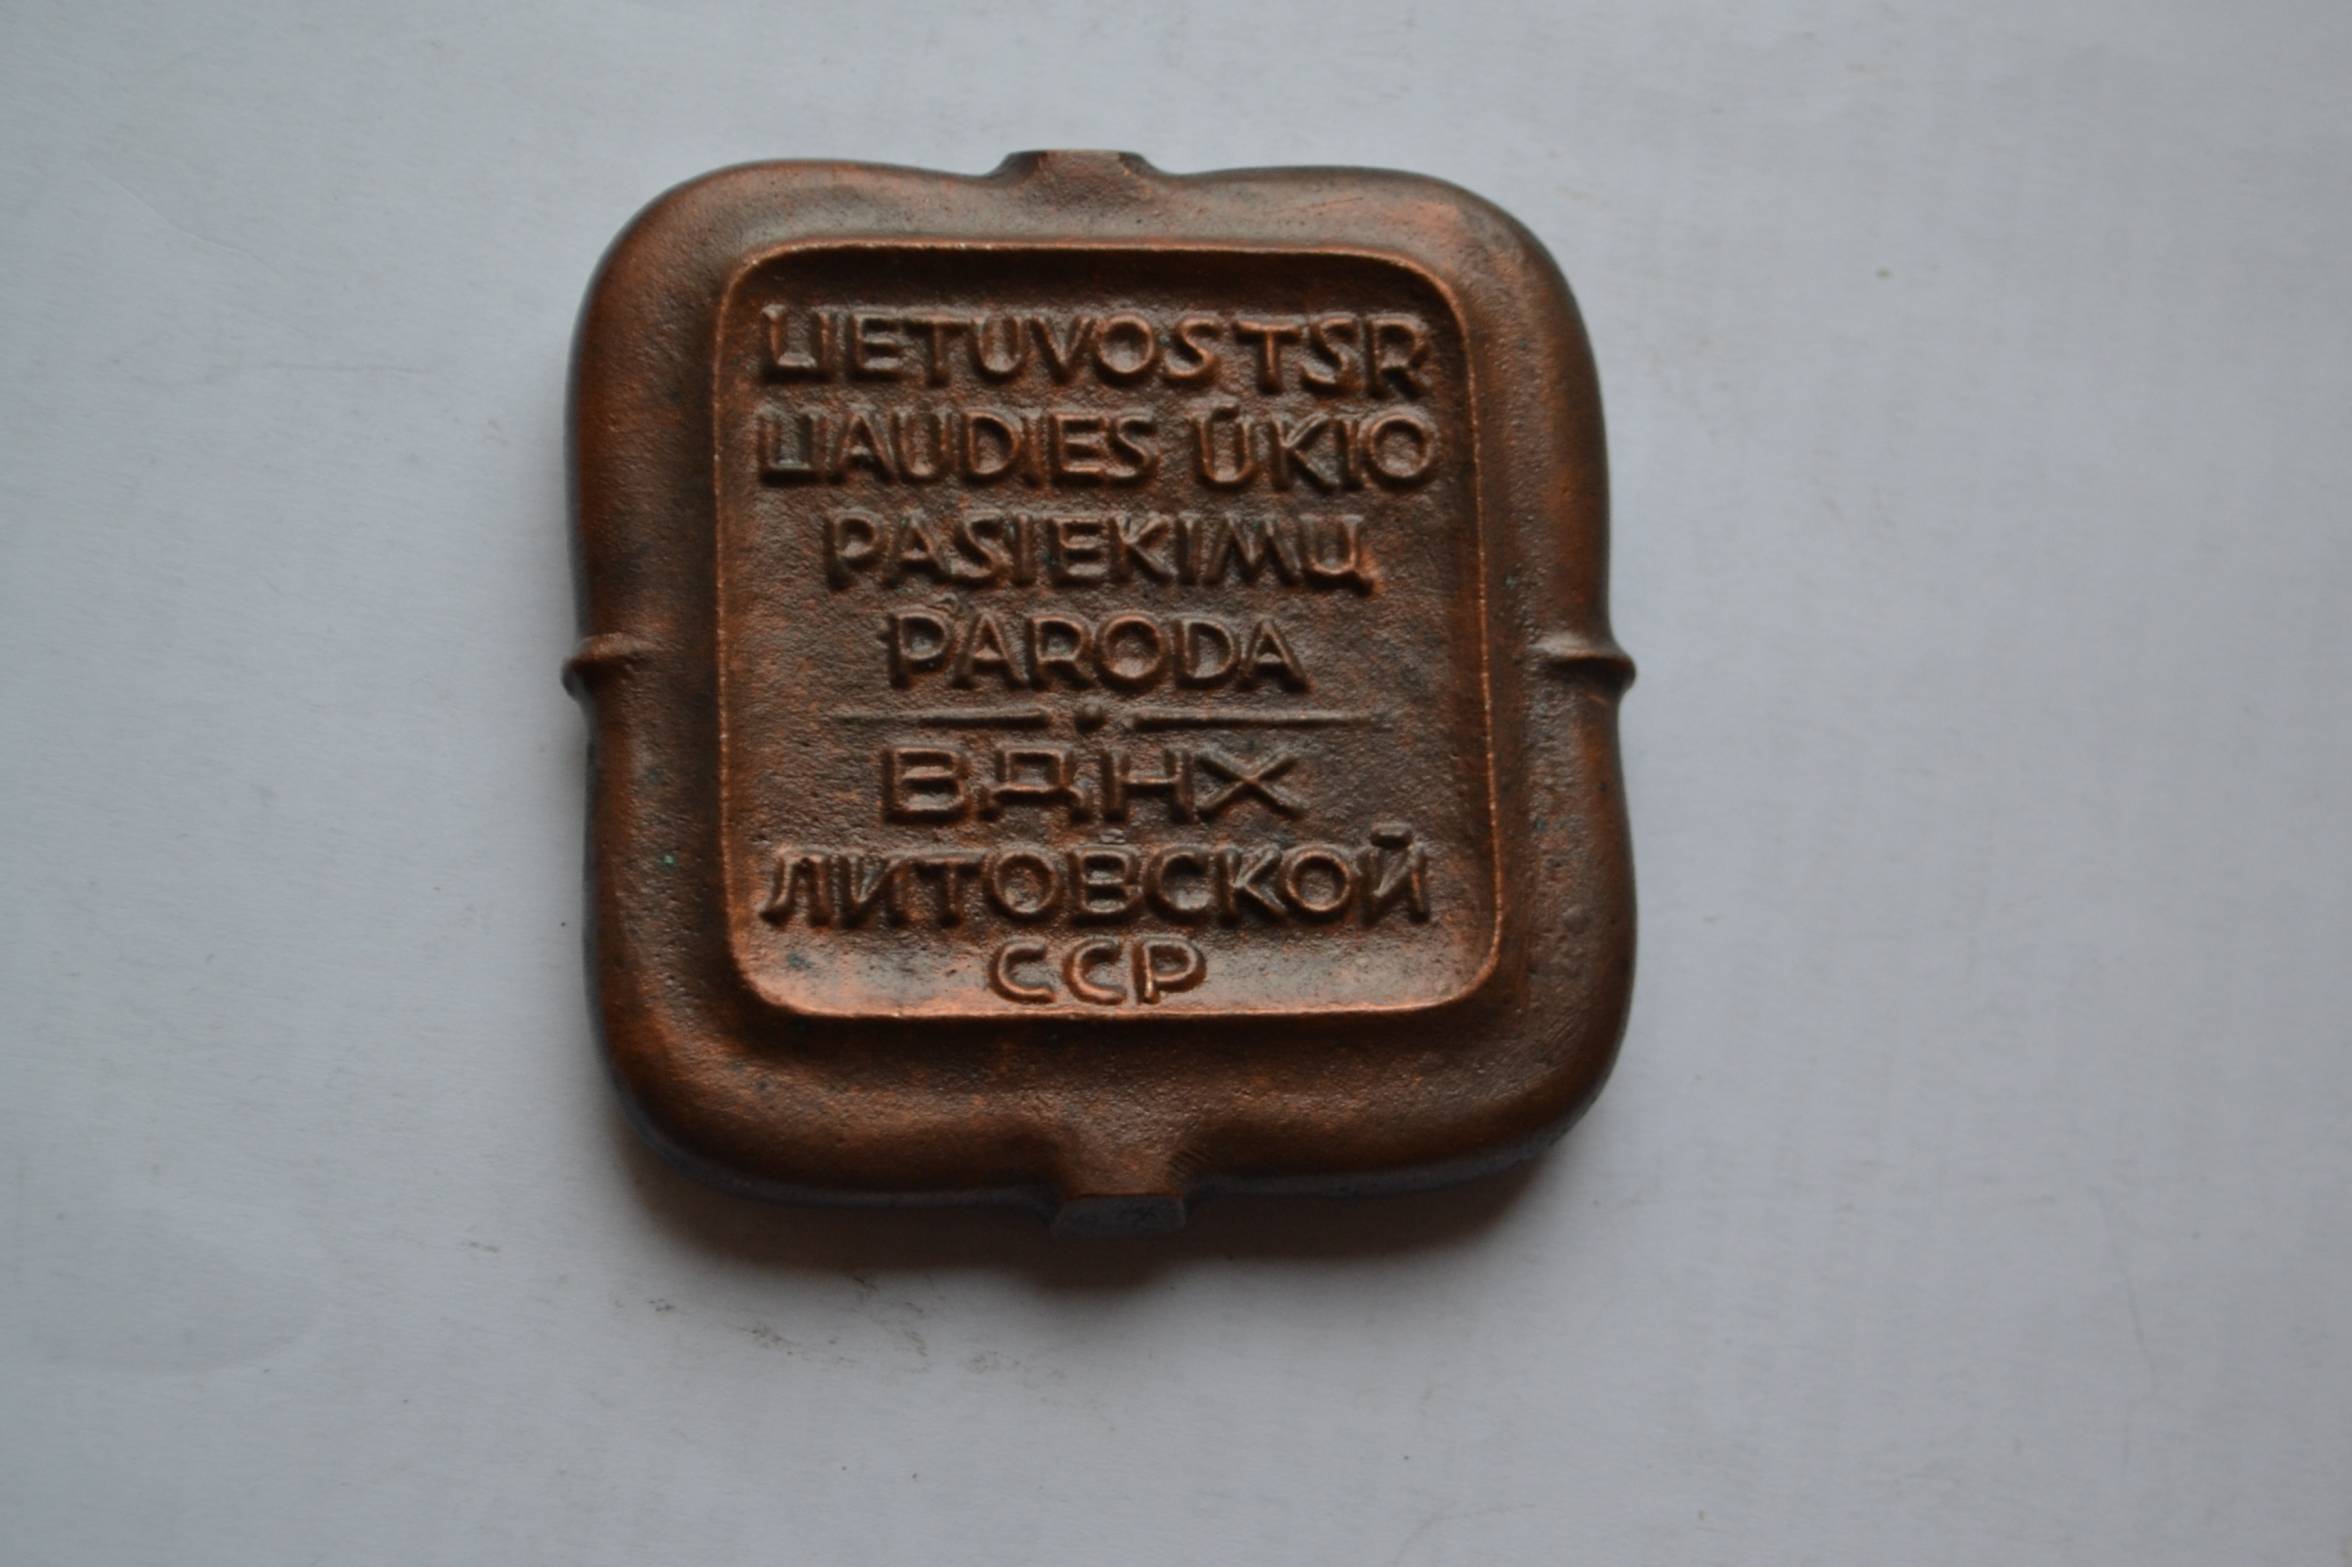 LIETUVOS TSR
LIAUDIES ŪKIO
PASIEKIMŲ
PARODA
ВДНХ
ЛИТОВСКОЙ
ССР